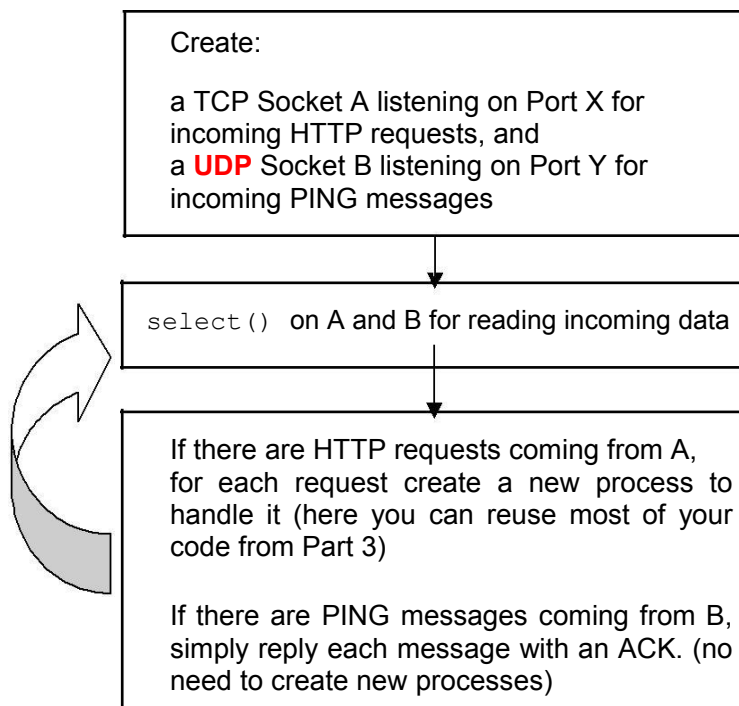 Create:
a TCP Socket A listening on Port X for
incoming HTTP requests, and
a UDP Socket B listening on Port Y for
incoming PING messages
select() on A and B for reading incoming data
If there are HTTP requests coming from A,
for each request create a new process to
handle it (here you can reuse most of your
code from Part 3)
If there are PING messages coming from B,
simply reply each message with an ACK. (no
need to create new processes)